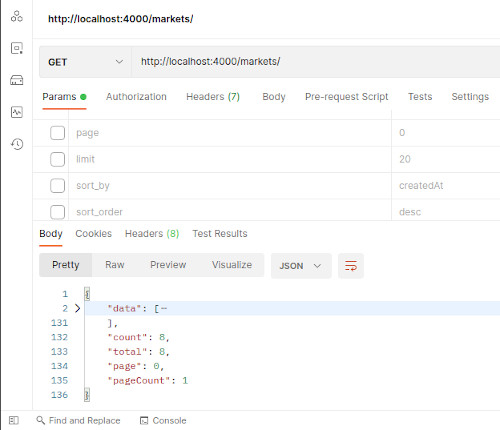 http://localhost:4000/markets/
GET http://localhost:4000/markets/
Params Authorization Headers (7) Body Pre-request Script Tests Settings
page 0
limit 20
sort_by createdAt
sort_order desc
Body Cookies Headers (8) Test Results
Pretty Raw Preview Visualize JSON
1 {
2 "data": [
131 ],
132 "count": 8,
133 "total": 8,
134 "page": 0,
135 "pageCount": 1
136 }
Find and Replace Console